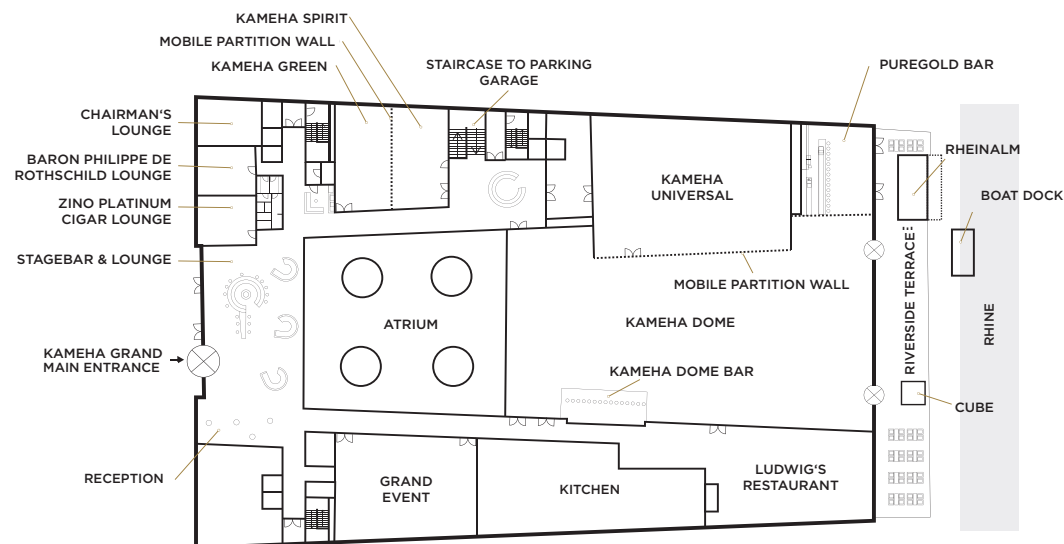 KAMEHA SPIRIT
MOBILE PARTITION WALL
KAMEHA GREEN
STAIRCASE TO PARKING
GARAGE
PUREGOLD BAR
CHAIRMAN‘S
LOUNGE
RHEINALM
BARON PHILIPPE DE
ROTHSCHILD LOUNGE
KAMEHA
UNIVERSAL
BOAT DOCK
ZINO PLATINUM
CIGAR LOUNGE
STAGEBAR & LOUNGE
MOBILE PARTITION WALL
RIVERSIDE TERRACE
RHINE
ATRIUM
KAMEHA DOME
KAMEHA GRAND
MAIN ENTRANCE
KAMEHA DOME BAR
CUBE
RECEPTION
GRAND
EVENT
KITCHEN
LUDWIG‘S
RESTAURANT